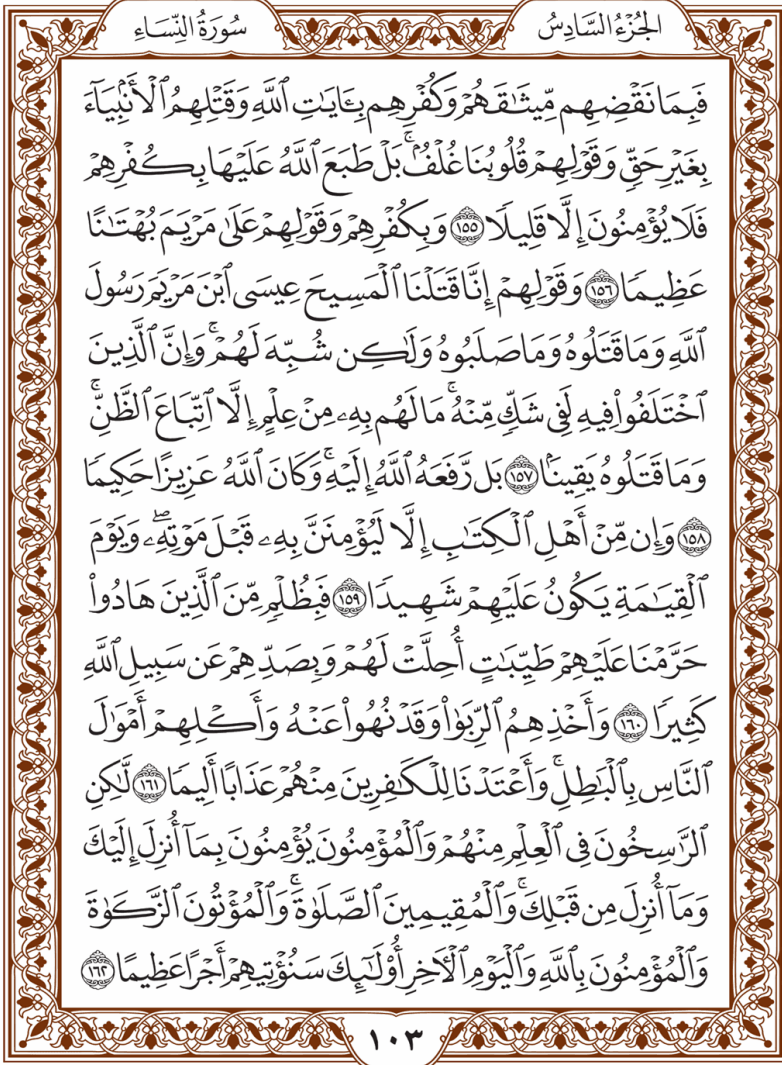 الجُزْءُ السَّادِسُ
سُورَةُ النِّسَاءِ
فَبِمَا نَقْضِهِم مِّيثَٰقَهُمْ وَكُفْرِهِم بِـَٔايَٰتِ ٱللَّهِ وَقَتْلِهِمُ ٱلْأَنۢبِيَآءَ
بِغَيْرِ حَقٍّ وَقَوْلِهِمْ قُلُوبُنَا غُلْفٌۢ ۚ بَلْ طَبَعَ ٱللَّهُ عَلَيْهَا بِكُفْرِهِمْ
فَلَا يُؤْمِنُونَ إِلَّا قَلِيلًا ١٥٥ وَبِكُفْرِهِمْ وَقَوْلِهِمْ عَلَىٰ مَرْيَمَ بُهْتَٰنًا
عَظِيمًا ١٥٦ وَقَوْلِهِمْ إِنَّا قَتَلْنَا ٱلْمَسِيحَ عِيسَى ٱبْنَ مَرْيَمَ رَسُولَ
ٱللَّهِ وَمَا قَتَلُوهُ وَمَا صَلَبُوهُ وَلَٰكِن شُبِّهَ لَهُمْ ۚ وَإِنَّ ٱلَّذِينَ
ٱخْتَلَفُوا۟ فِيهِ لَفِى شَكٍّ مِّنْهُ ۚ مَا لَهُم بِهِۦ مِنْ عِلْمٍ إِلَّا ٱتِّبَاعَ ٱلظَّنِّ ۚ
وَمَا قَتَلُوهُ يَقِينًۢا ١٥٧ بَل رَّفَعَهُ ٱللَّهُ إِلَيْهِ ۚ وَكَانَ ٱللَّهُ عَزِيزًا حَكِيمًا
١٥٨ وَإِن مِّنْ أَهْلِ ٱلْكِتَٰبِ إِلَّا لَيُؤْمِنَنَّ بِهِۦ قَبْلَ مَوْتِهِۦ ۖ وَيَوْمَ
ٱلْقِيَٰمَةِ يَكُونُ عَلَيْهِمْ شَهِيدًا ١٥٩ فَبِظُلْمٍ مِّنَ ٱلَّذِينَ هَادُوا۟
حَرَّمْنَا عَلَيْهِمْ طَيِّبَٰتٍ أُحِلَّتْ لَهُمْ وَبِصَدِّهِمْ عَن سَبِيلِ ٱللَّهِ
كَثِيرًا ١٦٠ وَأَخْذِهِمُ ٱلرِّبَوٰا۟ وَقَدْ نُهُوا۟ عَنْهُ وَأَكْلِهِمْ أَمْوَٰلَ
ٱلنَّاسِ بِٱلْبَٰطِلِ ۚ وَأَعْتَدْنَا لِلْكَٰفِرِينَ مِنْهُمْ عَذَابًا أَلِيمًا ١٦١ لَّٰكِنِ
ٱلرَّٰسِخُونَ فِى ٱلْعِلْمِ مِنْهُمْ وَٱلْمُؤْمِنُونَ يُؤْمِنُونَ بِمَآ أُنزِلَ إِلَيْكَ
وَمَآ أُنزِلَ مِن قَبْلِكَ ۚ وَٱلْمُقِيمِينَ ٱلصَّلَوٰةَ ۚ وَٱلْمُؤْتُونَ ٱلزَّكَوٰةَ
وَٱلْمُؤْمِنُونَ بِٱللَّهِ وَٱلْيَوْمِ ٱلْـَٔاخِرِ أُو۟لَٰٓئِكَ سَنُؤْتِيهِمْ أَجْرًا عَظِيمًا ١٦٢
١٠٣